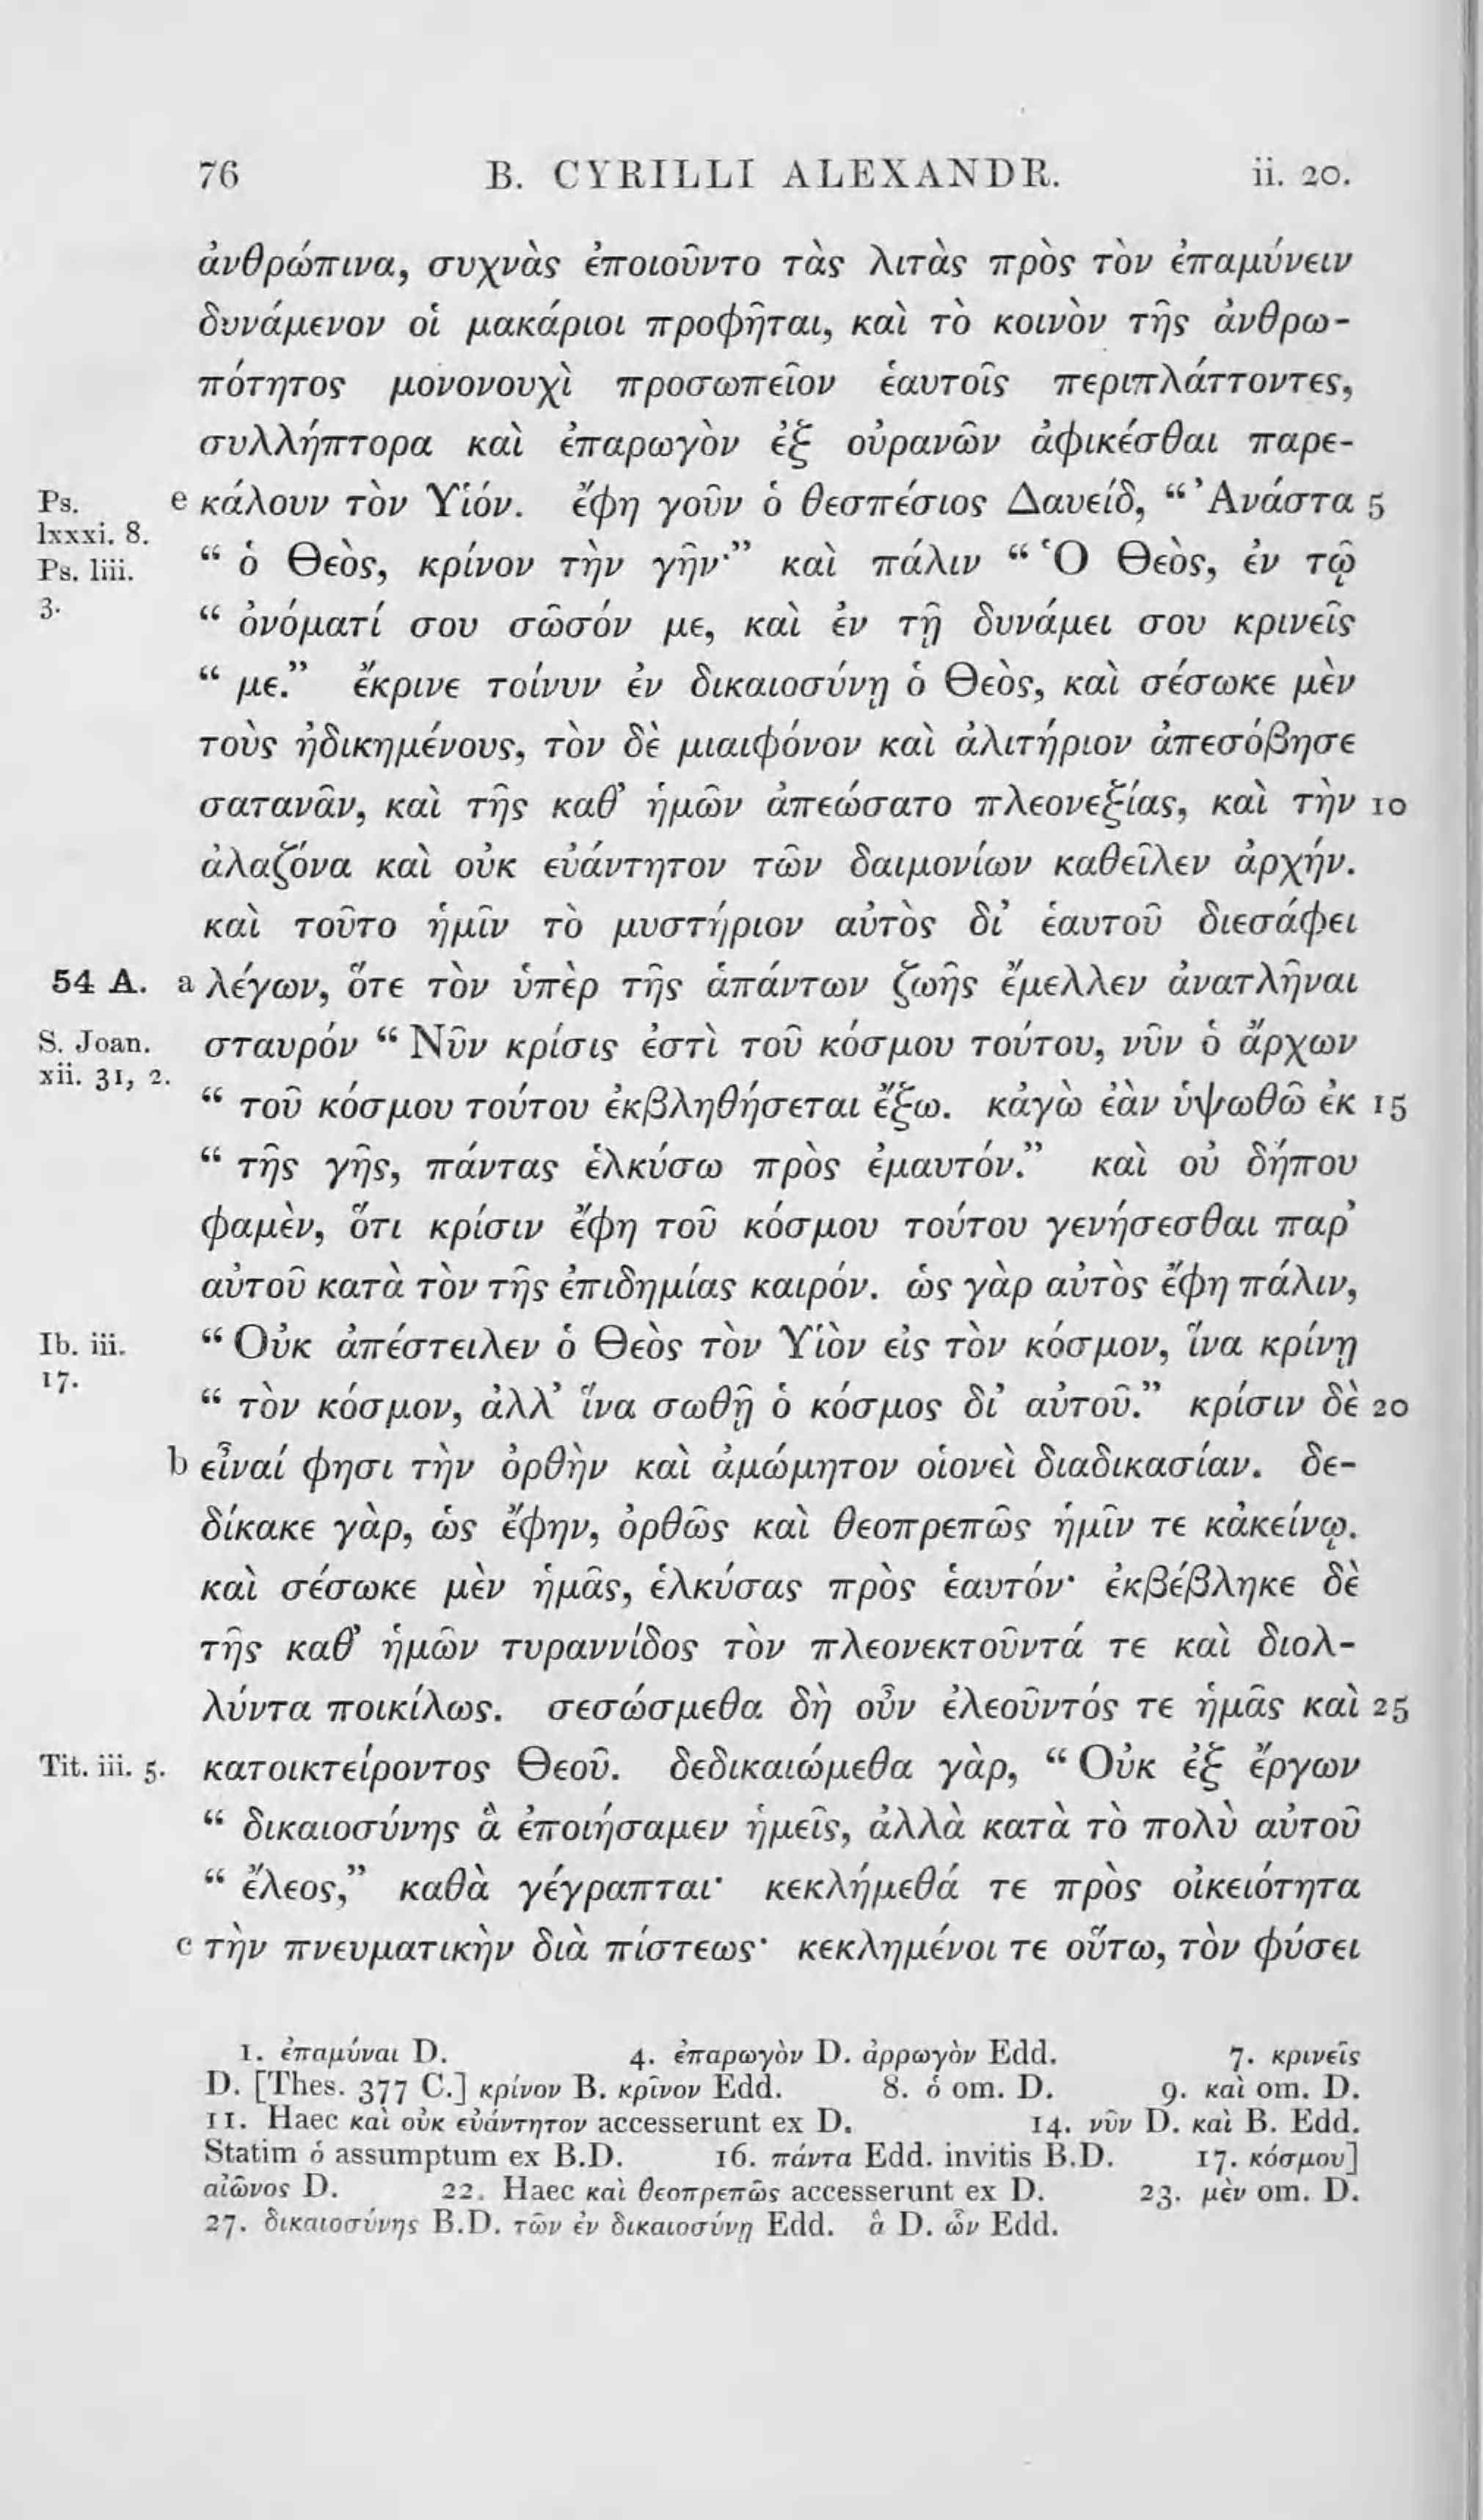 76 B. CYRILLI ALEXANDR. ii. 20.
ἀνθρώπινα, συχνὰς ἐποιοῦντο τὰς λιτὰς πρὸς τὸν ἐπαμύνειν
δυνάμενον οἱ μακάριοι προφῆται, καὶ τὸ κοινὸν τῆς ἀνθρω-
πότητος μονονουχὶ προσωπεῖον ἑαυτοῖς περιπλάττοντες,
συλλήπτορα καὶ ἐπαρωγὸν ἐξ οὐρανῶν ἀφικέσθαι παρε-
Ps. e κάλουν τὸν Υἱόν. ἔφη γοῦν ὁ θεσπέσιος Δαυείδ, “ Ἀνάστα 5
lxxxi. 8.
Ps. liii. “ ὁ Θεὸς, κρίνον τὴν γῆν·” καὶ πάλιν “ Ὁ Θεὸς, ἐν τῷ
3. “ ὀνόματί σου σῶσόν με, καὶ ἐν τῇ δυνάμει σου κρινεῖς
“ με.” ἔκρινε τοίνυν ἐν δικαιοσύνῃ ὁ Θεὸς, καὶ σέσωκε μὲν
τοὺς ἠδικημένους, τὸν δὲ μιαιφόνον καὶ ἀλιτήριον ἀπεσόβησε
σατανᾶν, καὶ τῆς καθ’ ἡμῶν ἀπεώσατο πλεονεξίας, καὶ τὴν 10
ἀλαζόνα καὶ οὐκ εὐάντητον τῶν δαιμονίων καθεῖλεν ἀρχήν.
καὶ τοῦτο ἡμῖν τὸ μυστήριον αὐτὸς δι’ ἑαυτοῦ διεσάφει
54 A. a λέγων, ὅτε τὸν ὑπὲρ τῆς ἁπάντων ζωῆς ἔμελλεν ἀνατλῆναι
S. Joan. σταυρόν “ Νῦν κρίσις ἐστὶ τοῦ κόσμου τούτου, νῦν ὁ ἄρχων
xii. 31, 2.
“ τοῦ κόσμου τούτου ἐκβληθήσεται ἔξω. κἀγὼ ἐὰν ὑψωθῶ ἐκ 15
“ τῆς γῆς, πάντας ἑλκύσω πρὸς ἐμαυτόν.” καὶ οὐ δήπου
φαμὲν, ὅτι κρίσιν ἔφη τοῦ κόσμου τούτου γενήσεσθαι παρ’
αὐτοῦ κατὰ τὸν τῆς ἐπιδημίας καιρόν. ὡς γὰρ αὐτὸς ἔφη πάλιν,
Ib. iii. “ Οὐκ ἀπέστειλεν ὁ Θεὸς τὸν Υἱὸν εἰς τὸν κόσμον, ἵνα κρίνῃ
17.
“ τὸν κόσμον, ἀλλ’ ἵνα σωθῇ ὁ κόσμος δι’ αὐτοῦ.” κρίσιν δὲ 20
b εἶναί φησι τὴν ὀρθὴν καὶ ἀμώμητον οἱονεὶ διαδικασίαν. δε-
δίκακε γὰρ, ὡς ἔφην, ὀρθῶς καὶ θεοπρεπῶς ἡμῖν τε κἀκείνῳ.
καὶ σέσωκε μὲν ἡμᾶς, ἑλκύσας πρὸς ἑαυτόν· ἐκβέβληκε δὲ
τῆς καθ’ ἡμῶν τυραννίδος τὸν πλεονεκτοῦντά τε καὶ διολ-
λύντα ποικίλως. σεσώσμεθα δὴ οὖν ἐλεοῦντός τε ἡμᾶς καὶ 25
Tit. iii. 5. κατοικτείροντος Θεοῦ. δεδικαιώμεθα γὰρ, “ Οὐκ ἐξ ἔργων
“ δικαιοσύνης ἃ ἐποιήσαμεν ἡμεῖς, ἀλλὰ κατὰ τὸ πολὺ αὐτοῦ
“ ἔλεος,” καθὰ γέγραπται· κεκλήμεθά τε πρὸς οἰκειότητα
c τὴν πνευματικὴν διὰ πίστεως· κεκλημένοι τε οὕτω, τὸν φύσει
1. ἐπαμύναι D. 4. ἐπαρωγὸν D. ἀρρωγὸν Edd. 7. κρινεῖς
D. [Thes. 377 C.] κρίνον B. κρῖνον Edd. 8. ὁ om. D. 9. καὶ om. D.
11. Haec καὶ οὐκ εὐάντητον accesserunt ex D. 14. νῦν D. καὶ B. Edd.
Statim ὁ assumptum ex B.D. 16. πάντα Edd. invitis B.D. 17. κόσμου]
αἰῶνος D. 22. Haec καὶ θεοπρεπῶς accesserunt ex D. 23. μὲν om. D.
27. δικαιοσύνης B.D. τῶν ἐν δικαιοσύνῃ Edd. ἃ D. ὧν Edd.